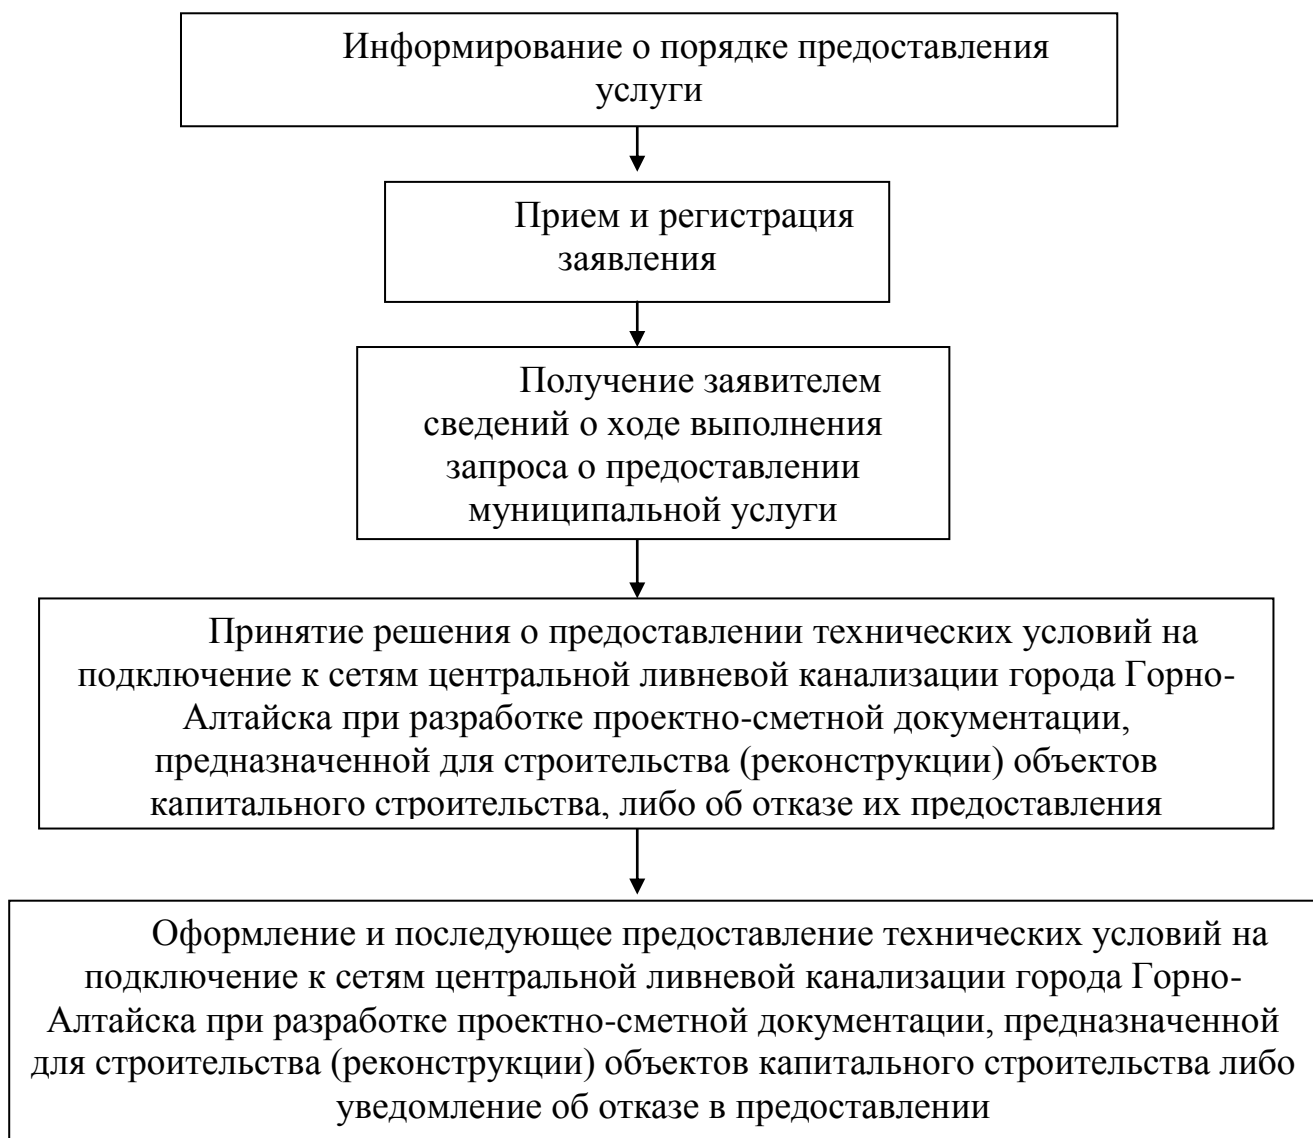 Информирование о порядке предоставления
услуги
Прием и регистрация
заявления
Получение заявителем
сведений о ходе выполнения
запроса о предоставлении
муниципальной услуги
Принятие решения о предоставлении технических условий на
подключение к сетям центральной ливневой канализации города Горно-
Алтайска при разработке проектно-сметной документации,
предназначенной для строительства (реконструкции) объектов
капитального строительства, либо об отказе их предоставления
Оформление и последующее предоставление технических условий на
подключение к сетям центральной ливневой канализации города Горно-
Алтайска при разработке проектно-сметной документации, предназначенной
для строительства (реконструкции) объектов капитального строительства либо
уведомление об отказе в предоставлении